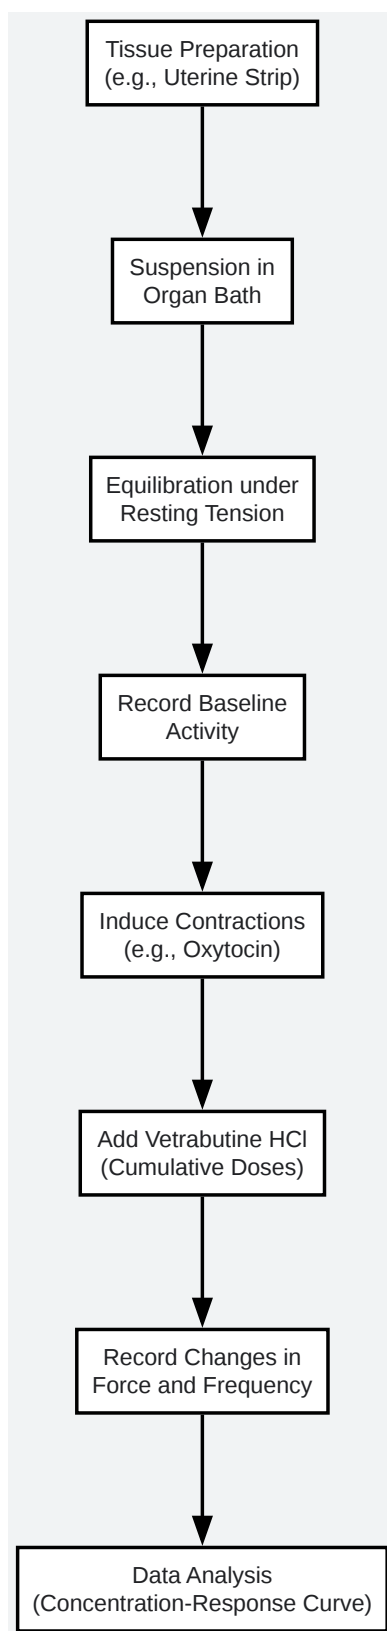 Tissue Preparation
(e.g., Uterine Strip)
Suspension in
Organ Bath
Equilibration under
Resting Tension
Record Baseline
Activity
Induce Contractions
(e.g., Oxytocin)
Add Vetrabutine HCl
(Cumulative Doses)
Record Changes in
Force and Frequency
Data Analysis
(Concentration-Response Curve)